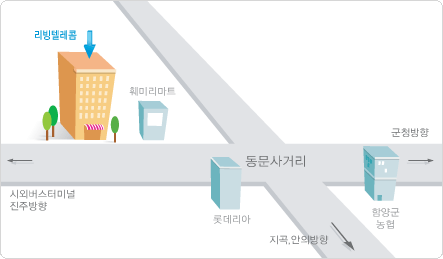 리빙텔레콤
훼미리마트
군청방향
동문사거리
시외버스터미널
진주방향
롯데리아
함양군
농협
지곡,안의방향